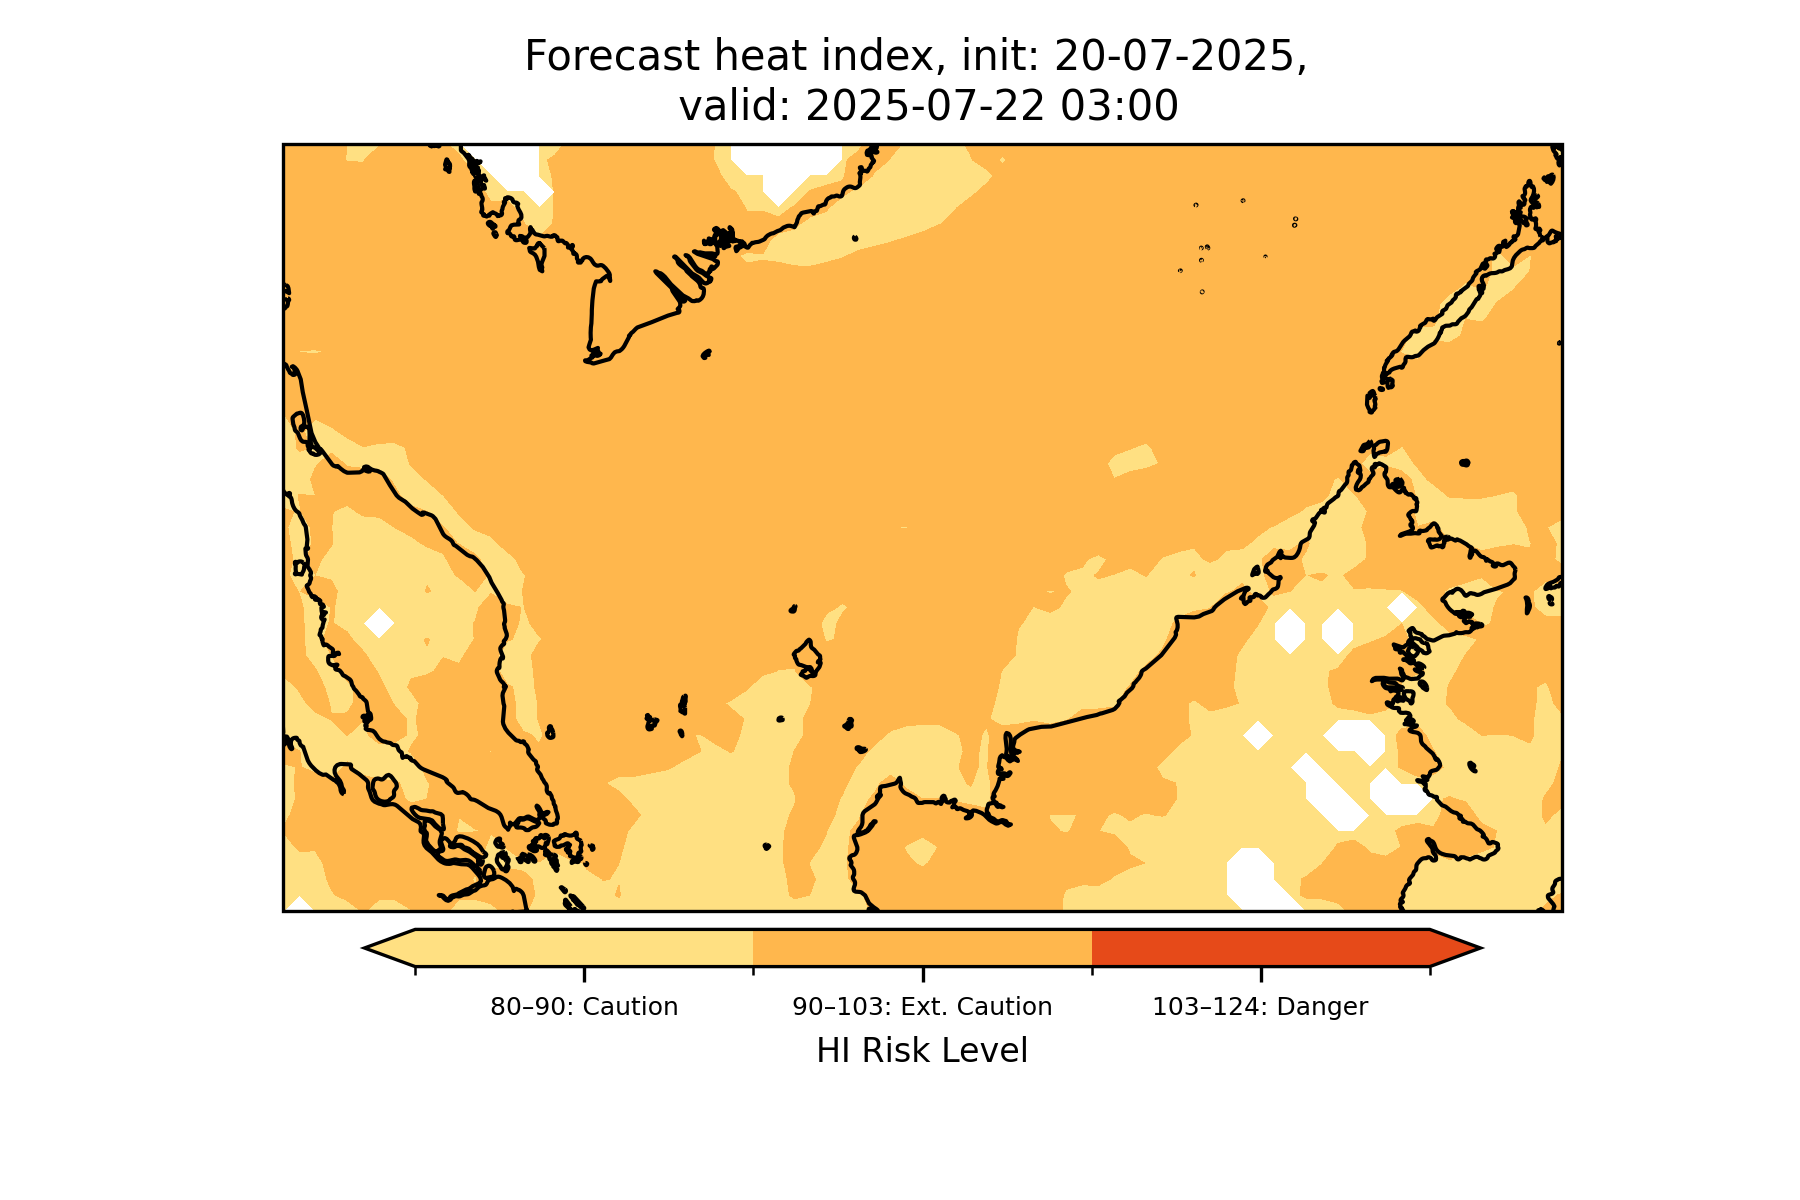 Forecast heat index, init: 20-07-2025,
valid: 2025-07-22 03:00
80–90: Caution
90–103: Ext. Caution
103–124: Danger
HI Risk Level